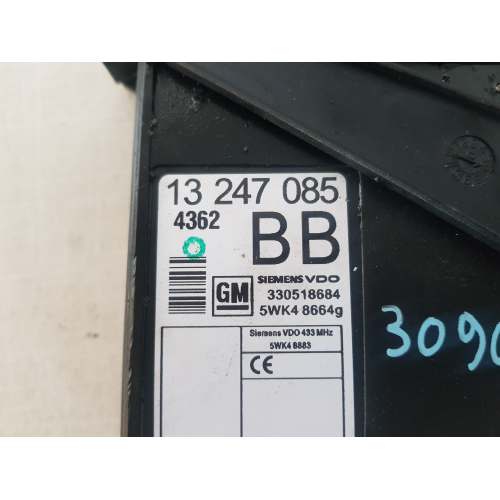 13 247 085
4362
BB
GM
SIEMENS VDO
330518684
5WK4 8664g
Siemens VDO 433 MHz
5WK4 8883
CE
3090